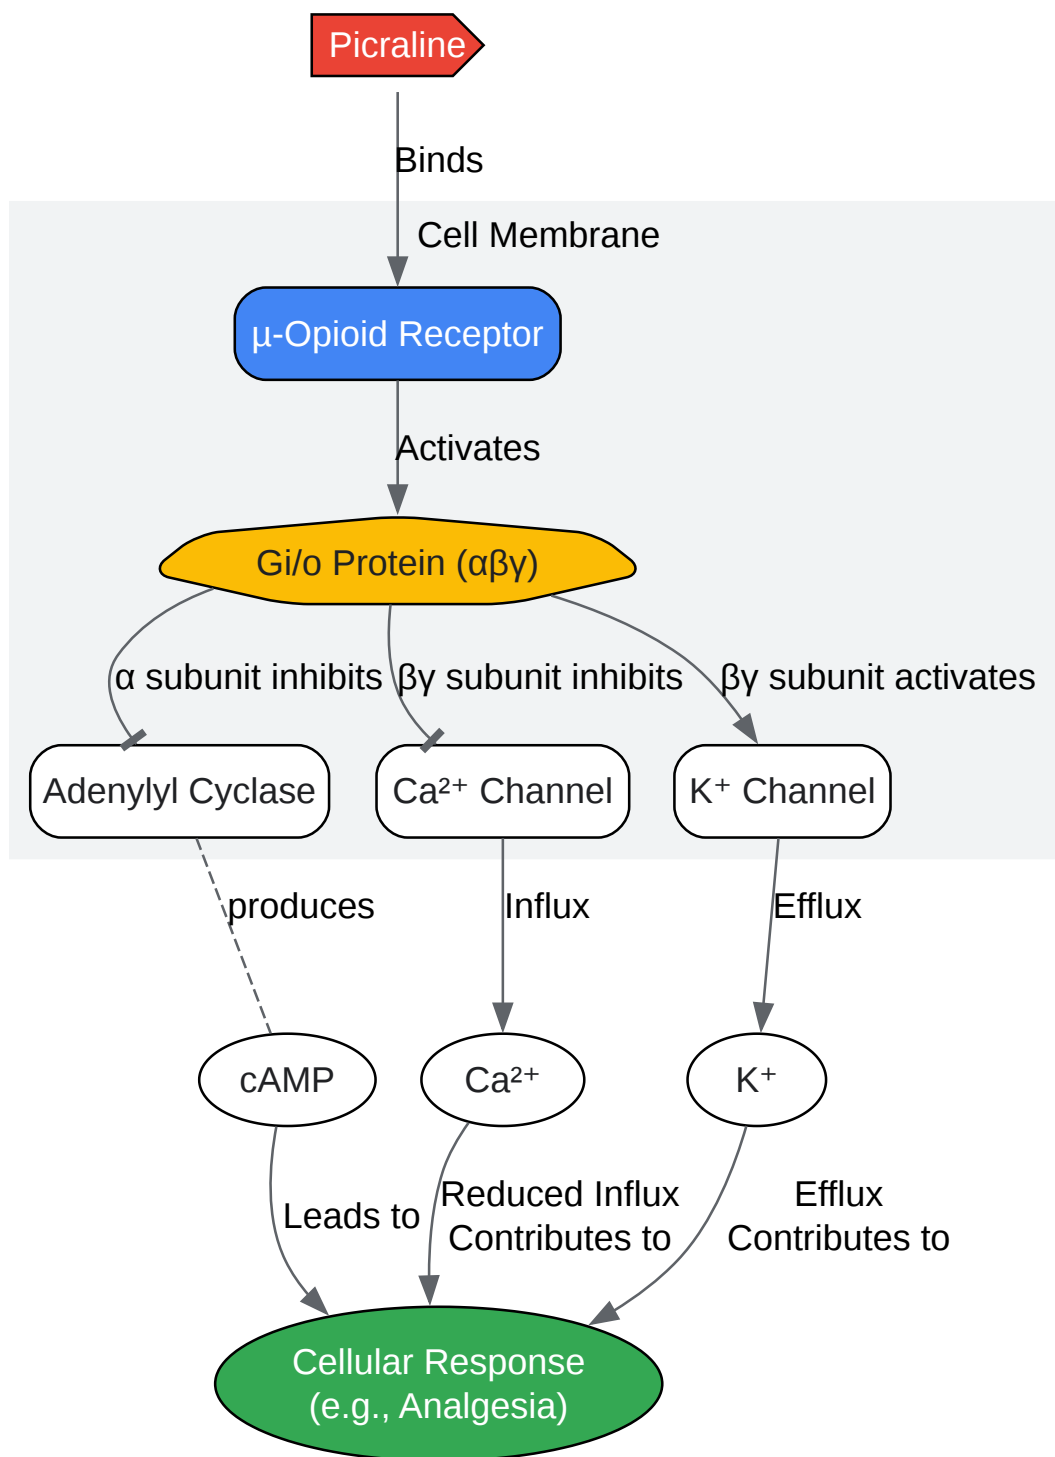 Picraline
Binds
Cell Membrane
µ-Opioid Receptor
Activates
Gi/o Protein (αβγ)
α subunit inhibits
βγ subunit inhibits
βγ subunit activates
Adenylyl Cyclase
Ca²⁺ Channel
K⁺ Channel
produces
Influx
Efflux
cAMP
Ca²⁺
K⁺
Leads to
Reduced Influx
Contributes to
Efflux
Contributes to
Cellular Response
(e.g., Analgesia)